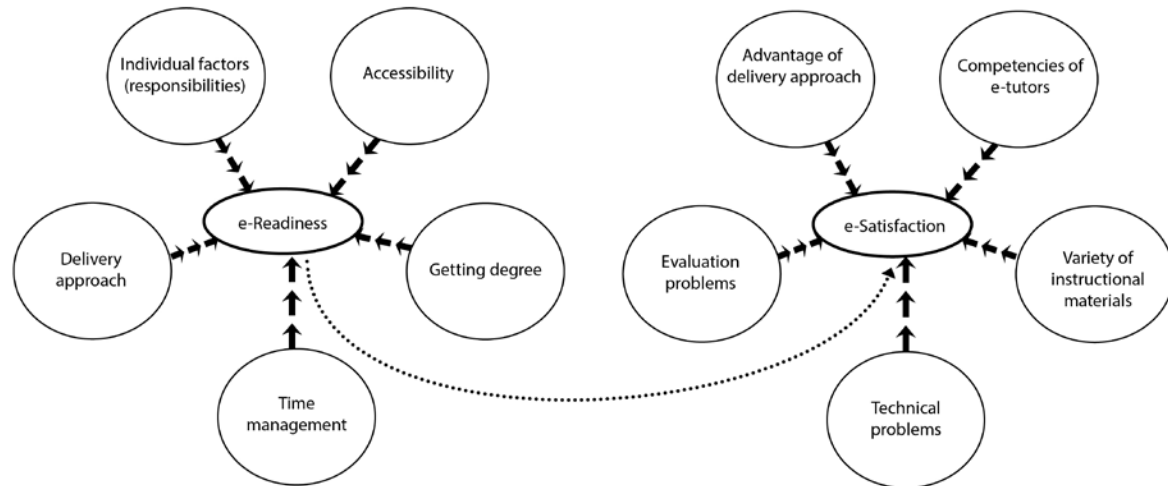 Individual factors
(responsibilities)
Accessibility
e-Readiness
Delivery
approach
Getting degree
Time
management
Advantage of
delivery approach
Competencies of
e-tutors
e-Satisfaction
Evaluation
problems
Variety of
instructional
materials
Technical
problems